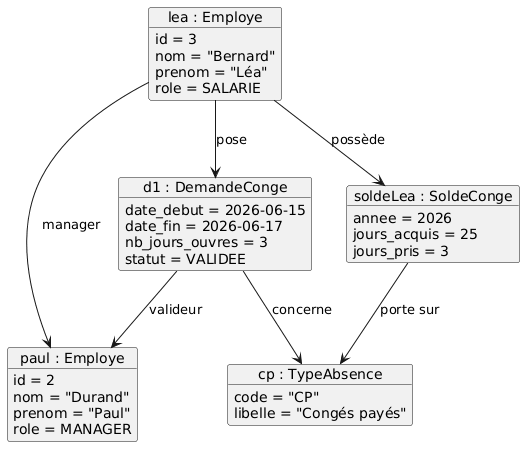 lea : Employe
id = 3
nom = "Bernard"
prenom = "Léa"
role = SALARIE
pose
possède
d1 : DemandeConge
date_debut = 2026-06-15
date_fin = 2026-06-17
nb_jours_ouvres = 3
statut = VALIDEE
soldeLea : SoldeConge
annee = 2026
jours_acquis = 25
jours_pris = 3
manager
valideur
concerne
porte sur
paul : Employe
id = 2
nom = "Durand"
prenom = "Paul"
role = MANAGER
cp : TypeAbsence
code = "CP"
libelle = "Congés payés"